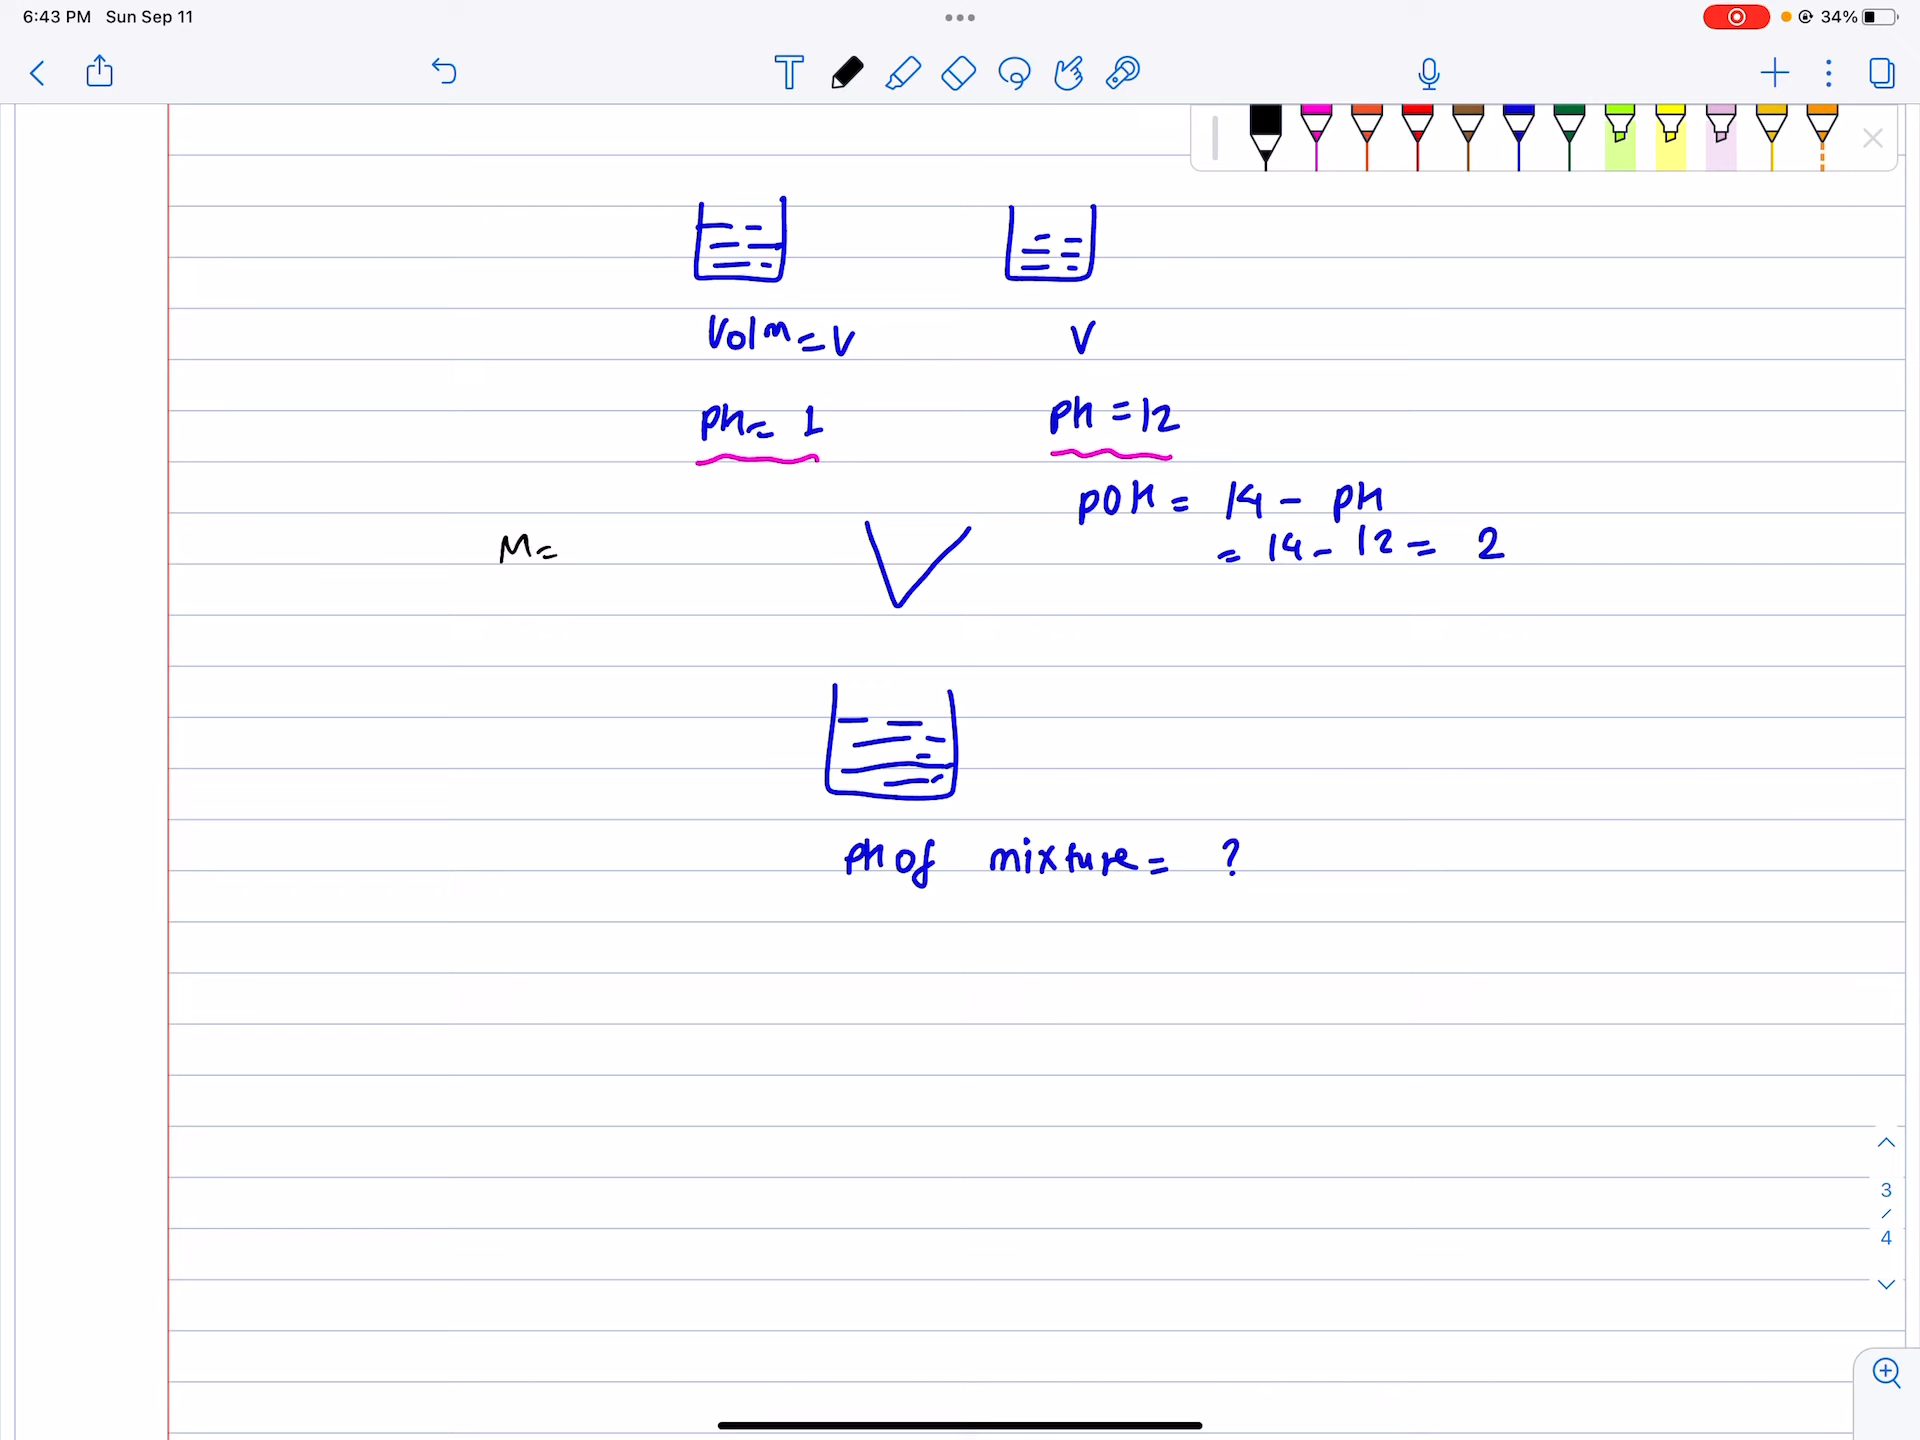 6:43 PM Sun Sep 11
34%
Volm = V
V
PH = 1
PH = 12
POH = 14 - PH
= 14 - 12 = 2
M =
PH of mixture = ?
3
/
4